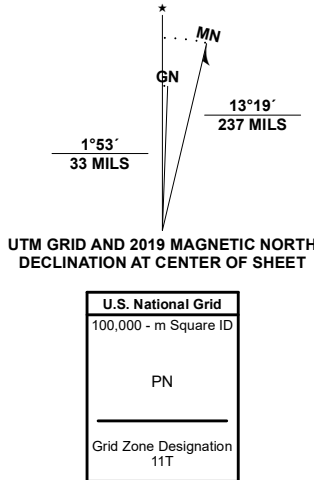 ★
MN
GN
13°19´
237 MILS
1°53´
33 MILS
UTM GRID AND 2019 MAGNETIC NORTH
DECLINATION AT CENTER OF SHEET
U.S. National Grid
100,000 - m Square ID
PN
Grid Zone Designation
11T